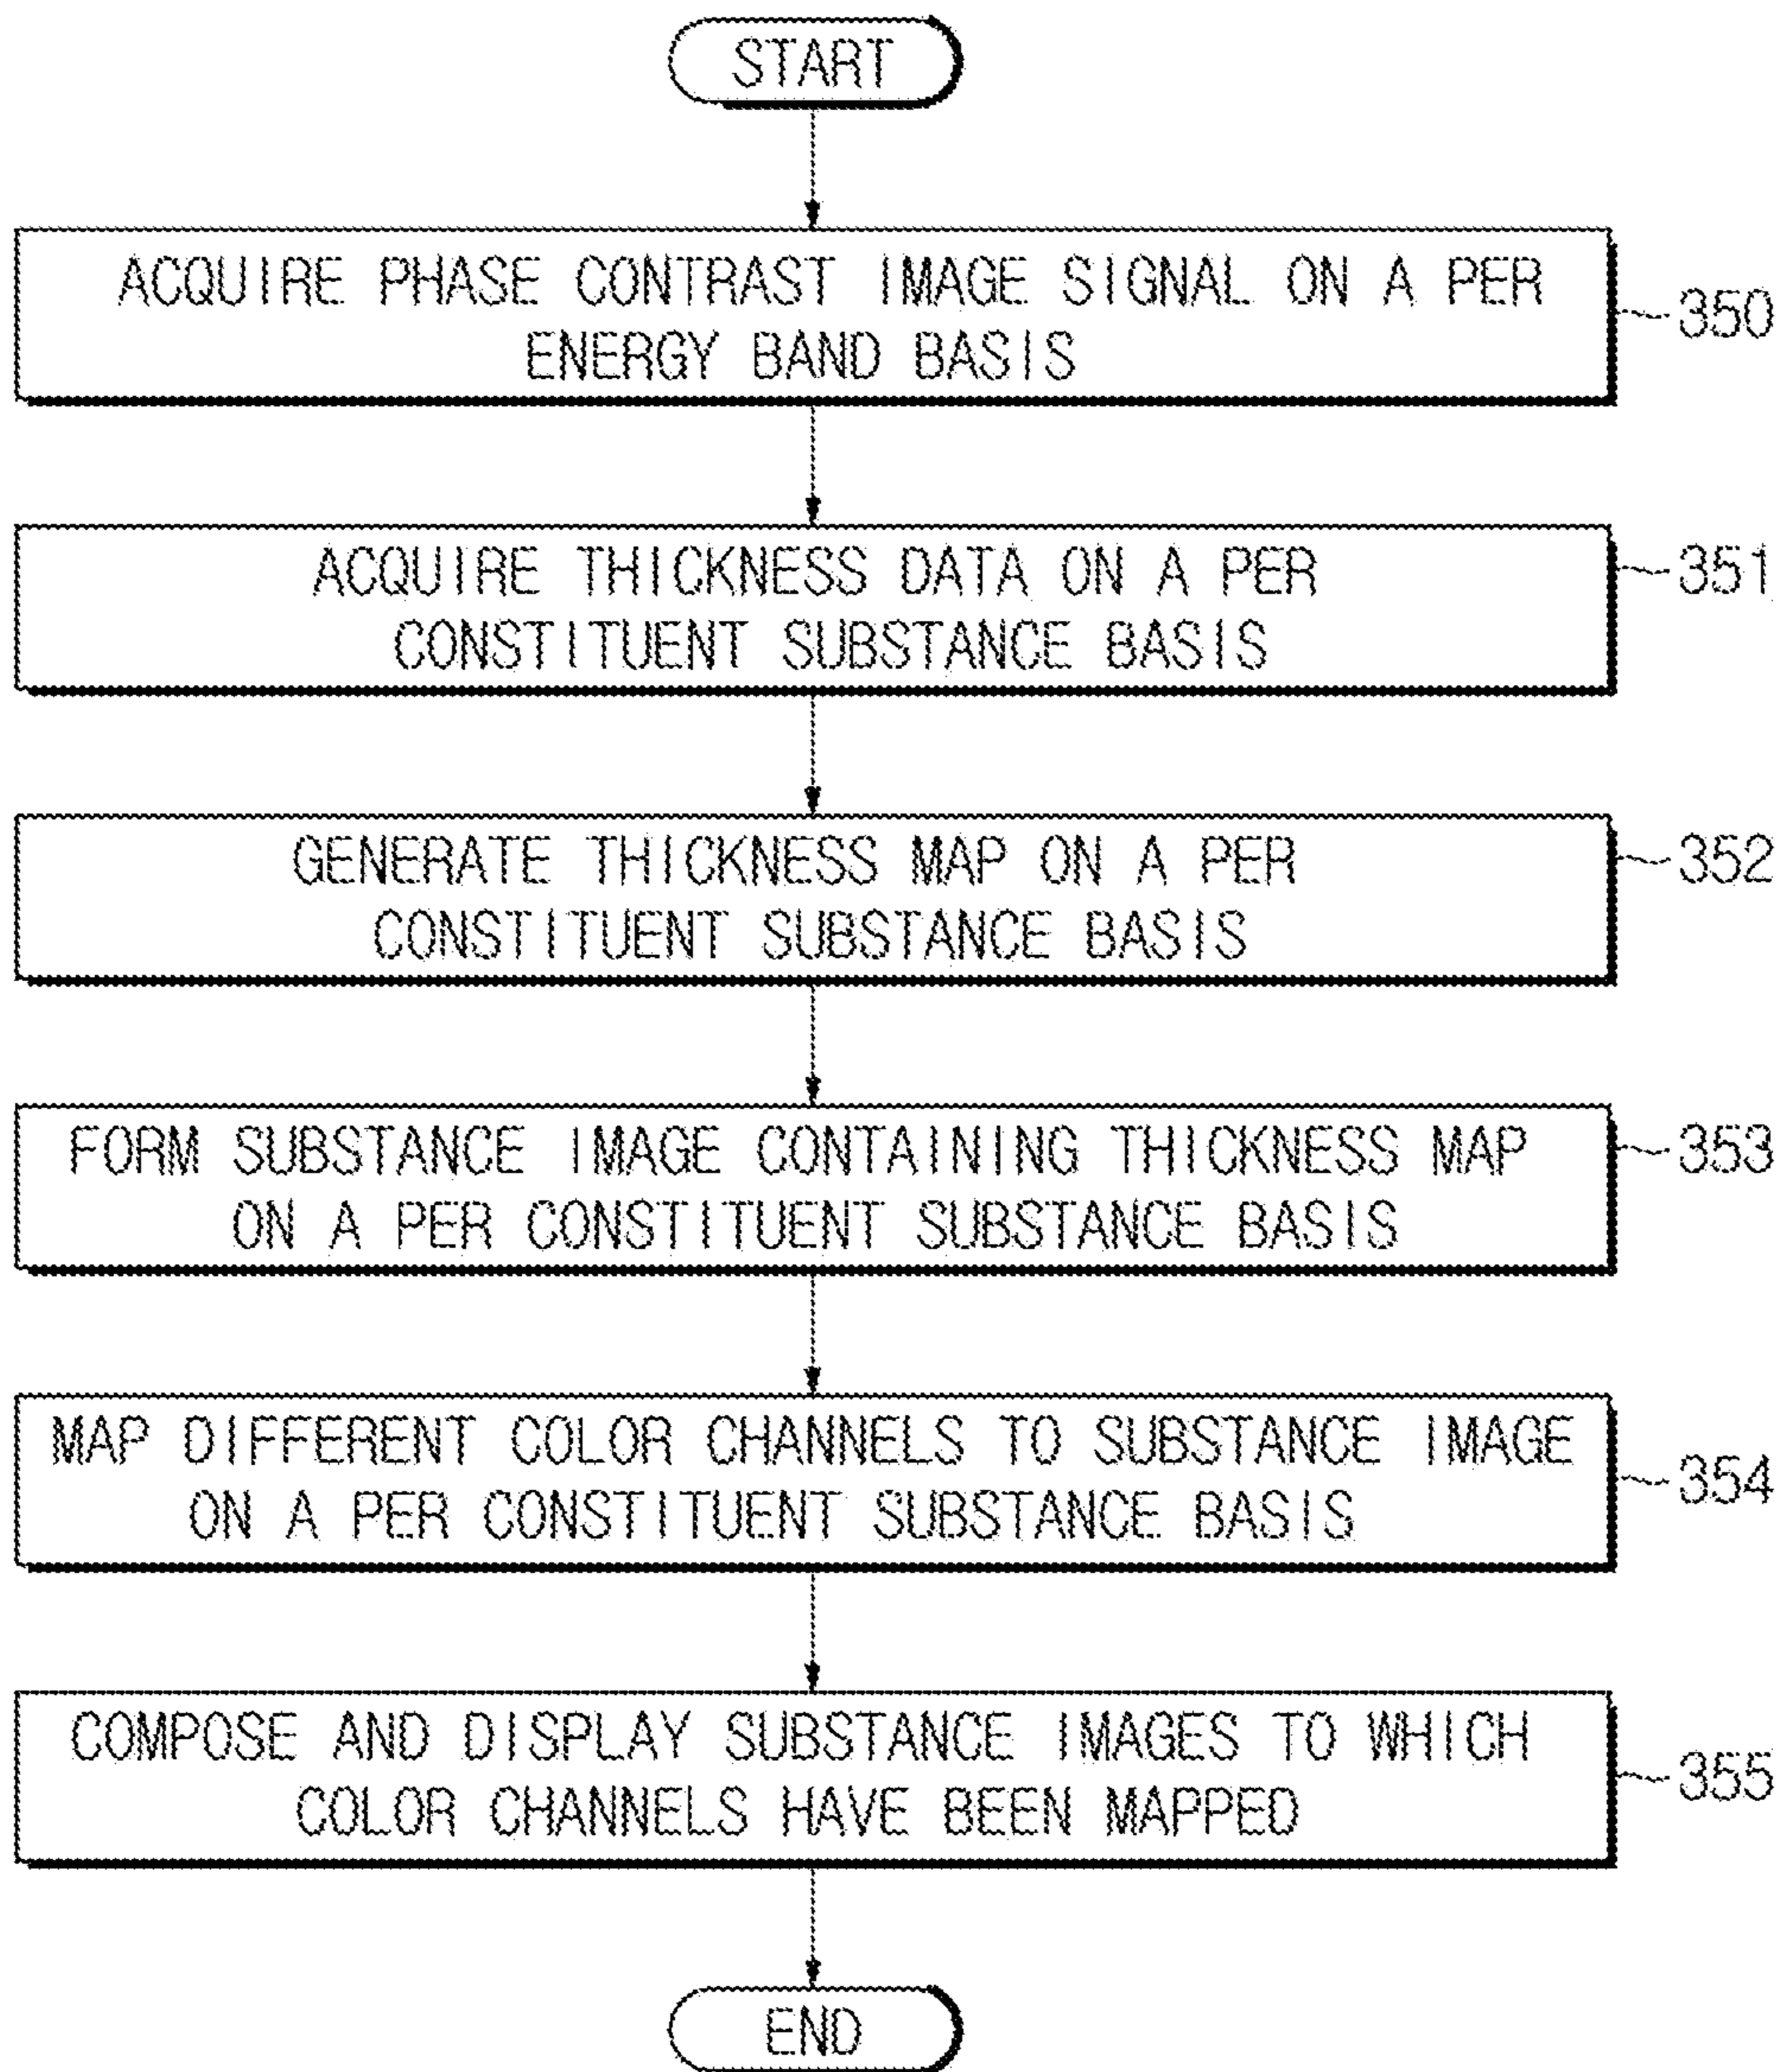 START
ACQUIRE PHASE CONTRAST IMAGE SIGNAL ON A PER
ENERGY BAND BASIS
350
ACQUIRE THICKNESS DATA ON A PER
CONSTITUENT SUBSTANCE BASIS
351
GENERATE THICKNESS MAP ON A PER
CONSTITUENT SUBSTANCE BASIS
352
FORM SUBSTANCE IMAGE CONTAINING THICKNESS MAP
ON A PER CONSTITUENT SUBSTANCE BASIS
353
MAP DIFFERENT COLOR CHANNELS TO SUBSTANCE IMAGE
ON A PER CONSTITUENT SUBSTANCE BASIS
354
COMPOSE AND DISPLAY SUBSTANCE IMAGES TO WHICH
COLOR CHANNELS HAVE BEEN MAPPED
355
END